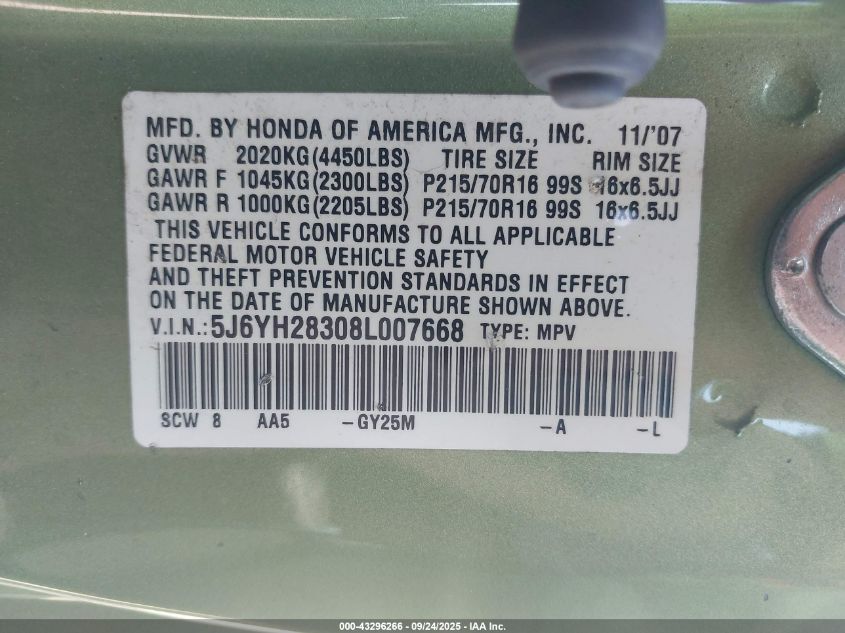 MFD. BY HONDA OF AMERICA MFG., INC. 11/'07
GVWR 2020KG(4450LBS) TIRE SIZE RIM SIZE
GAWR F 1045KG(2300LBS) P215/70R16 99S 16x6.5JJ
GAWR R 1000KG(2205LBS) P215/70R16 99S 16x6.5JJ
THIS VEHICLE CONFORMS TO ALL APPLICABLE
FEDERAL MOTOR VEHICLE SAFETY
AND THEFT PREVENTION STANDARDS IN EFFECT
ON THE DATE OF MANUFACTURE SHOWN ABOVE.
V.I.N.:5J6YH28308L007668 TYPE: MPV
SCW 8 AA5 -GY25M -A -L
000-43296266 - 09/24/2025 - IAA Inc.